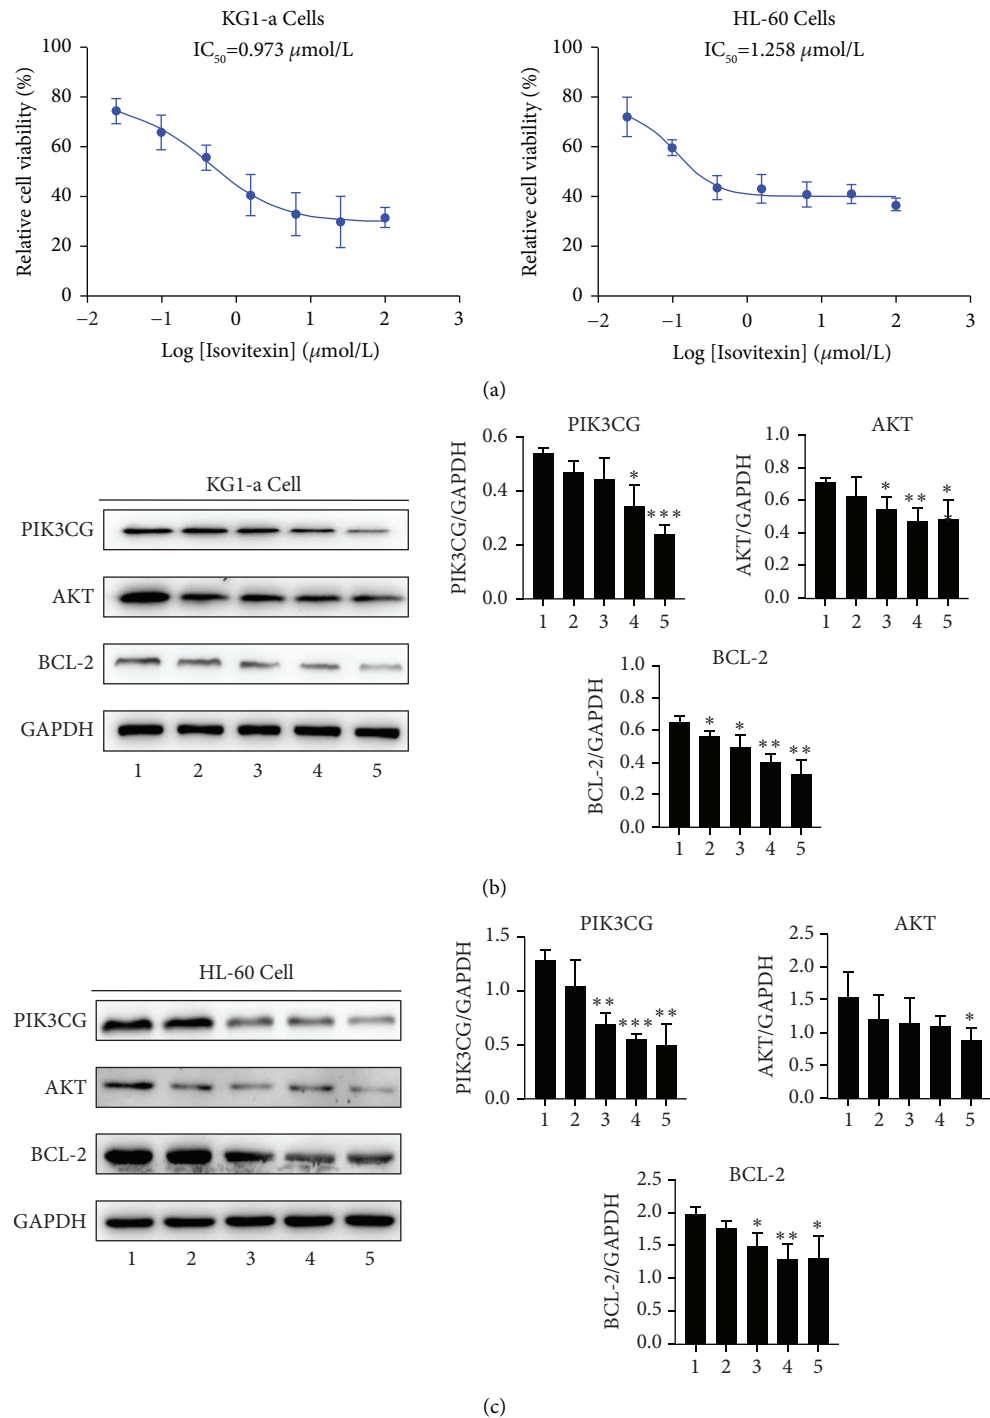 KG1-a Cells
IC50=0.973 μmol/L
Relative cell viability (%)
100
80
60
40
20
0
−2 −1 0 1 2 3
Log [Isovitexin] (μmol/L)
HL-60 Cells
IC50=1.258 μmol/L
Relative cell viability (%)
100
80
60
40
20
0
−2 −1 0 1 2 3
Log [Isovitexin] (μmol/L)
(a)
KG1-a Cell
PIK3CG
AKT
BCL-2
GAPDH
1 2 3 4 5
PIK3CG
PIK3CG/GAPDH
0.6
0.4
0.2
0.0
* ***
1 2 3 4 5
AKT
AKT/GAPDH
1.0
0.8
0.6
0.4
0.2
0.0
* ** *
*
1 2 3 4 5
BCL-2
BCL-2/GAPDH
1.0
0.8
0.6
0.4
0.2
0.0
* * ** **
1 2 3 4 5
(b)
HL-60 Cell
PIK3CG
AKT
BCL-2
GAPDH
1 2 3 4 5
PIK3CG
PIK3CG/GAPDH
1.5
1.0
0.5
0.0
** *** **
1 2 3 4 5
AKT
AKT/GAPDH
2.5
2.0
1.5
1.0
0.5
0.0
*
1 2 3 4 5
BCL-2
BCL-2/GAPDH
2.5
2.0
1.5
1.0
0.5
0.0
* ** *
1 2 3 4 5
(c)